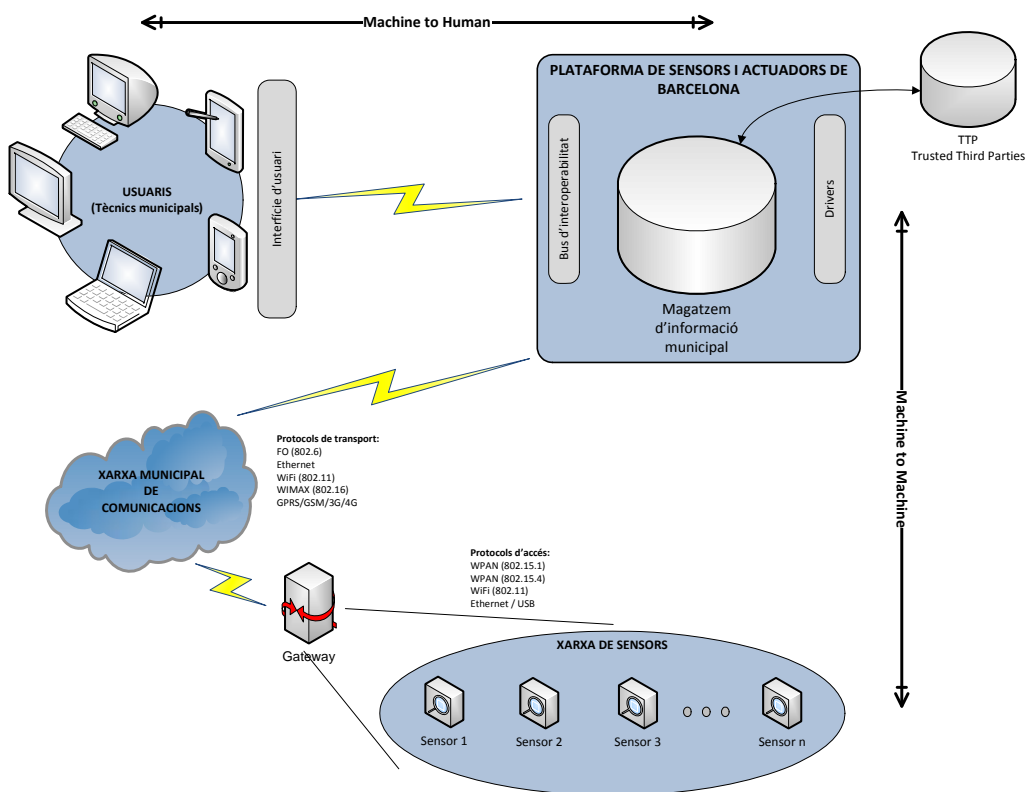 Machine to Human
PLATAFORMA DE SENSORS I ACTUADORS DE
BARCELONA
TTP
Trusted Third Parties
USUARIS
(Tècnics municipals)
Interfície d'usuari
Bus d'interoperabilitat
Drivers
Magatzem
d'informació
municipal
Machine to Machine
Protocols de transport:
FO (802.6)
Ethernet
WiFi (802.11)
WIMAX (802.16)
GPRS/GSM/3G/4G
XARXA MUNICIPAL
DE
COMUNICACIONS
Protocols d'accés:
WPAN (802.15.1)
WPAN (802.15.4)
WiFi (802.11)
Ethernet / USB
Gateway
XARXA DE SENSORS
Sensor 1
Sensor 2
Sensor 3
Sensor n